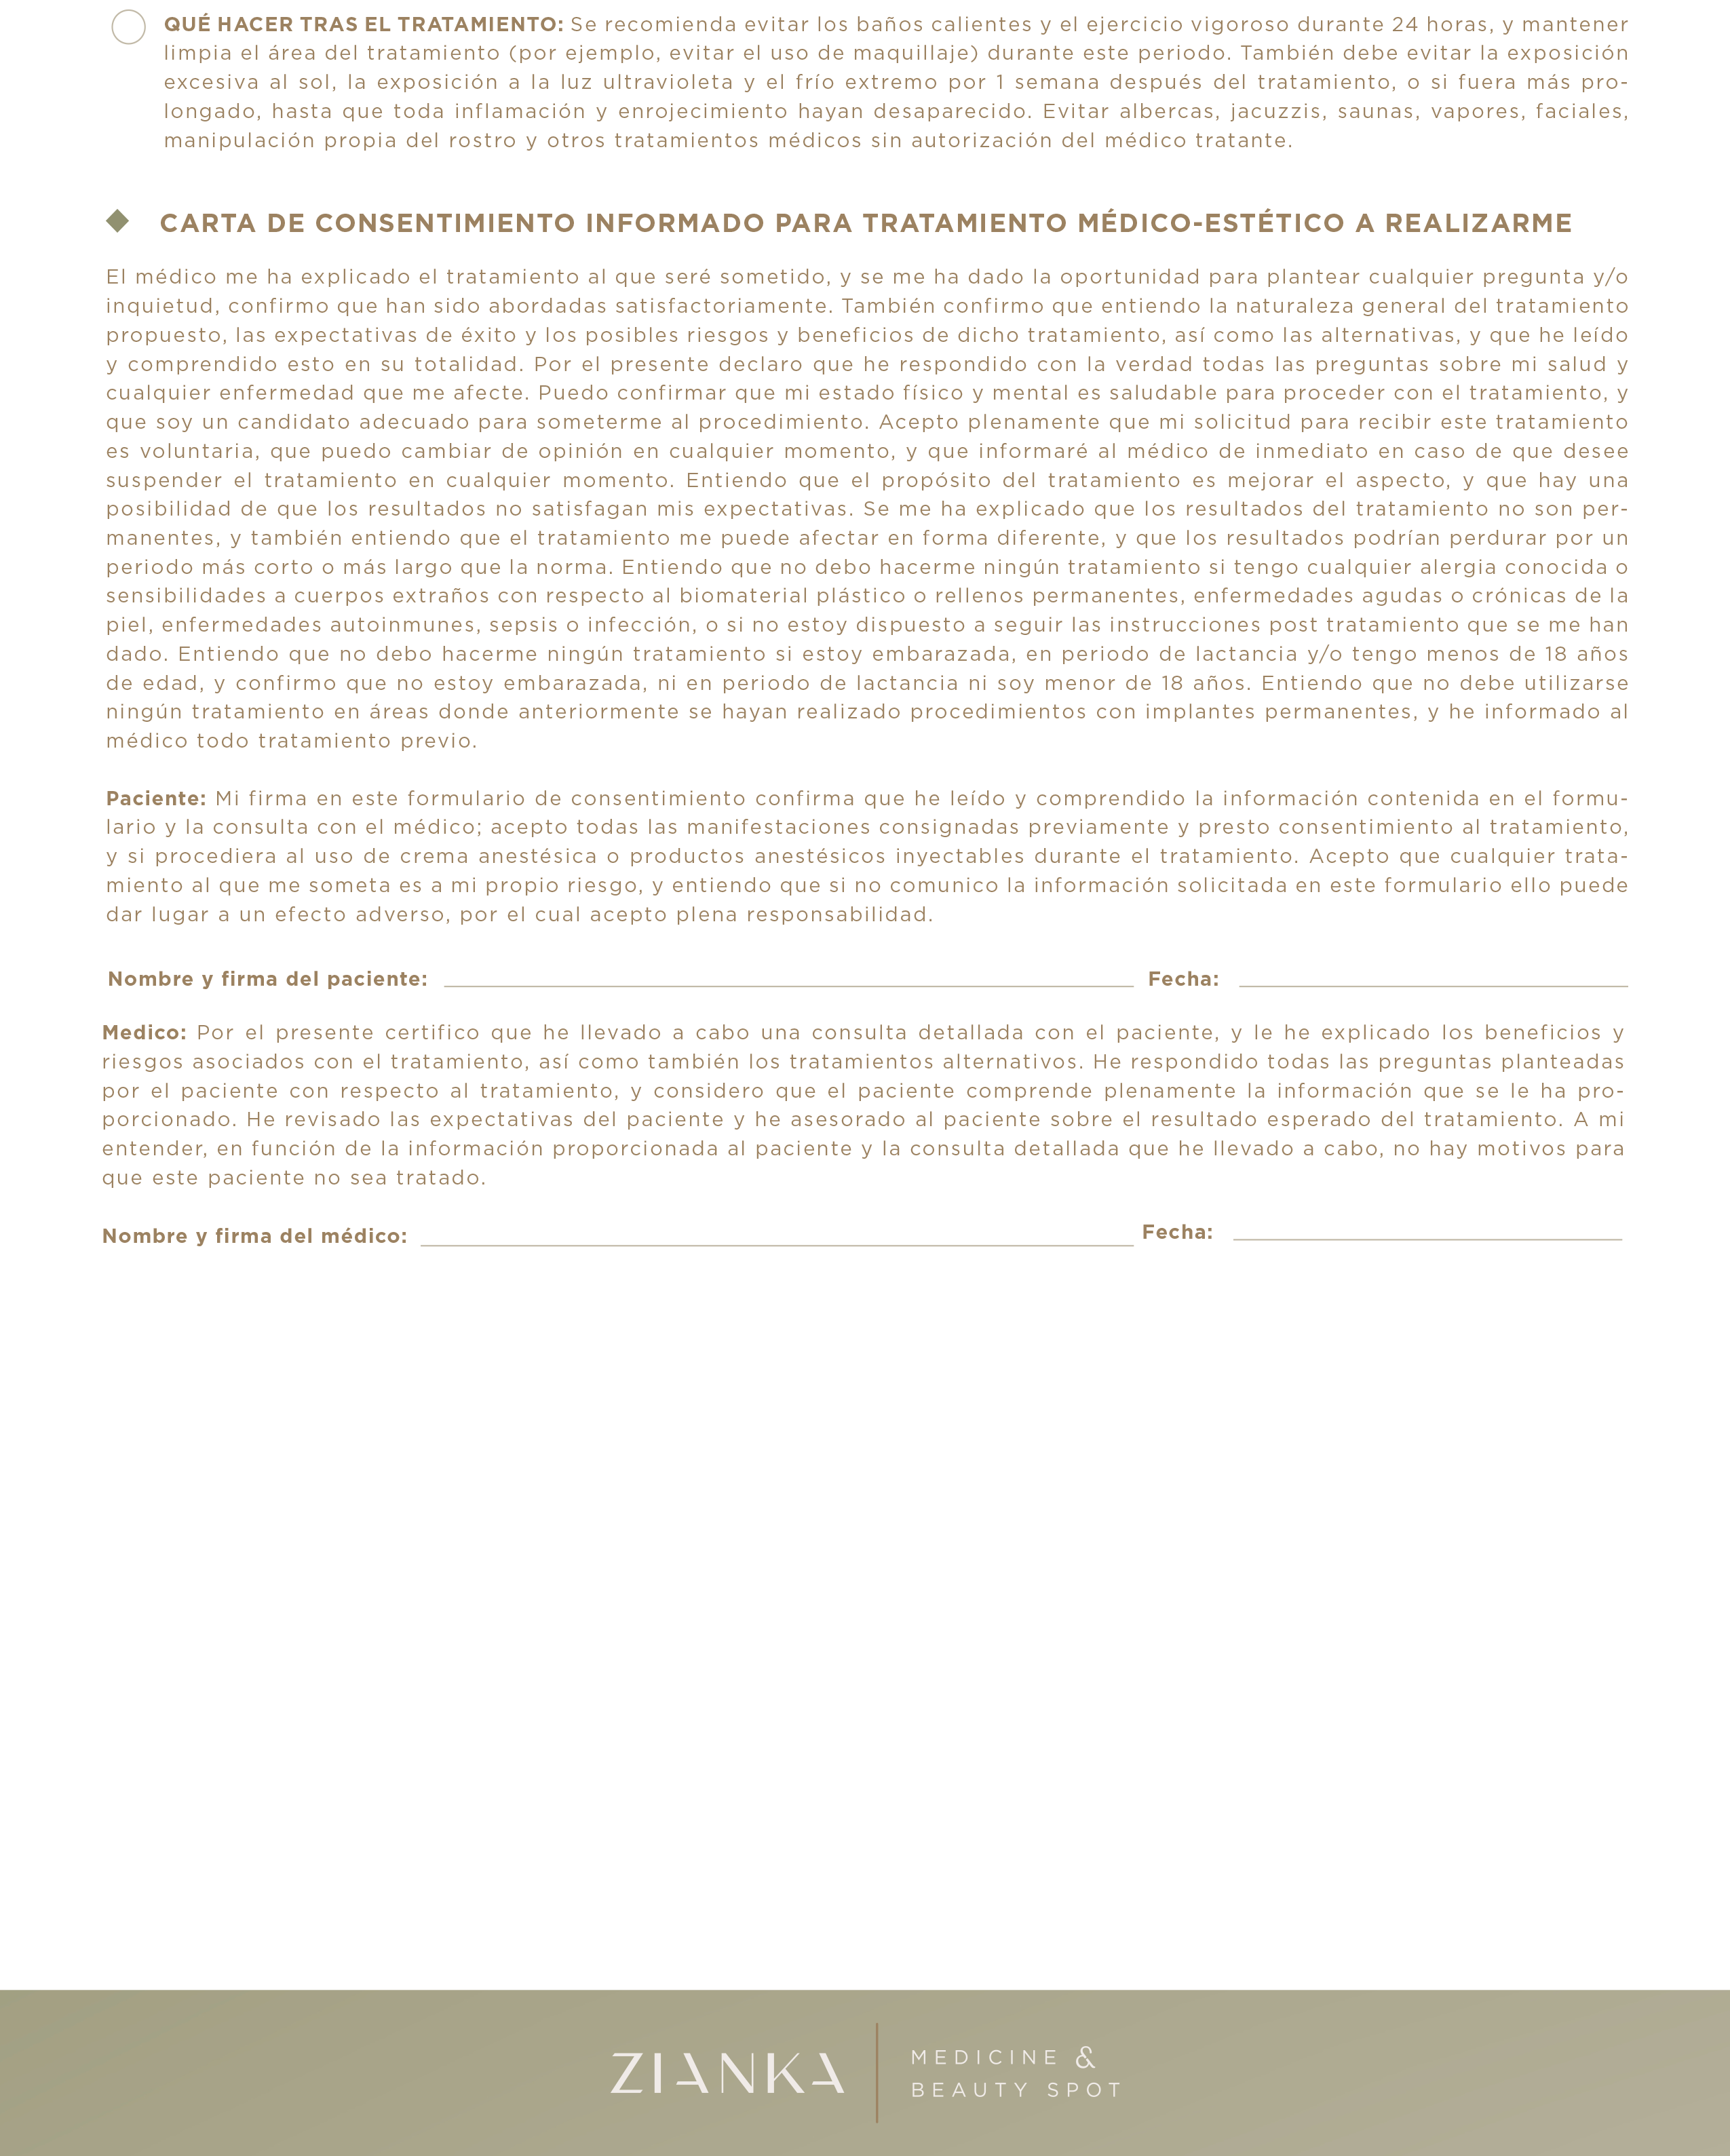 QUÉ HACER TRAS EL TRATAMIENTO: Se recomienda evitar los baños calientes y el ejercicio vigoroso durante 24 horas, y mantener
limpia el área del tratamiento (por ejemplo, evitar el uso de maquillaje) durante este periodo. También debe evitar la exposición
excesiva al sol, la exposición a la luz ultravioleta y el frío extremo por 1 semana después del tratamiento, o si fuera más pro-
longado, hasta que toda inflamación y enrojecimiento hayan desaparecido. Evitar albercas, jacuzzis, saunas, vapores, faciales,
manipulación propia del rostro y otros tratamientos médicos sin autorización del médico tratante.
CARTA DE CONSENTIMIENTO INFORMADO PARA TRATAMIENTO MÉDICO-ESTÉTICO A REALIZARME
El médico me ha explicado el tratamiento al que seré sometido, y se me ha dado la oportunidad para plantear cualquier pregunta y/o
inquietud, confirmo que han sido abordadas satisfactoriamente. También confirmo que entiendo la naturaleza general del tratamiento
propuesto, las expectativas de éxito y los posibles riesgos y beneficios de dicho tratamiento, así como las alternativas, y que he leído
y comprendido esto en su totalidad. Por el presente declaro que he respondido con la verdad todas las preguntas sobre mi salud y
cualquier enfermedad que me afecte. Puedo confirmar que mi estado físico y mental es saludable para proceder con el tratamiento, y
que soy un candidato adecuado para someterme al procedimiento. Acepto plenamente que mi solicitud para recibir este tratamiento
es voluntaria, que puedo cambiar de opinión en cualquier momento, y que informaré al médico de inmediato en caso de que desee
suspender el tratamiento en cualquier momento. Entiendo que el propósito del tratamiento es mejorar el aspecto, y que hay una
posibilidad de que los resultados no satisfagan mis expectativas. Se me ha explicado que los resultados del tratamiento no son per-
manentes, y también entiendo que el tratamiento me puede afectar en forma diferente, y que los resultados podrían perdurar por un
periodo más corto o más largo que la norma. Entiendo que no debo hacerme ningún tratamiento si tengo cualquier alergia conocida o
sensibilidades a cuerpos extraños con respecto al biomaterial plástico o rellenos permanentes, enfermedades agudas o crónicas de la
piel, enfermedades autoinmunes, sepsis o infección, o si no estoy dispuesto a seguir las instrucciones post tratamiento que se me han
dado. Entiendo que no debo hacerme ningún tratamiento si estoy embarazada, en periodo de lactancia y/o tengo menos de 18 años
de edad, y confirmo que no estoy embarazada, ni en periodo de lactancia ni soy menor de 18 años. Entiendo que no debe utilizarse
ningún tratamiento en áreas donde anteriormente se hayan realizado procedimientos con implantes permanentes, y he informado al
médico todo tratamiento previo.
Paciente: Mi firma en este formulario de consentimiento confirma que he leído y comprendido la información contenida en el formu-
lario y la consulta con el médico; acepto todas las manifestaciones consignadas previamente y presto consentimiento al tratamiento,
y si procediera al uso de crema anestésica o productos anestésicos inyectables durante el tratamiento. Acepto que cualquier trata-
miento al que me someta es a mi propio riesgo, y entiendo que si no comunico la información solicitada en este formulario ello puede
dar lugar a un efecto adverso, por el cual acepto plena responsabilidad.
Nombre y firma del paciente: Fecha:
Medico: Por el presente certifico que he llevado a cabo una consulta detallada con el paciente, y le he explicado los beneficios y
riesgos asociados con el tratamiento, así como también los tratamientos alternativos. He respondido todas las preguntas planteadas
por el paciente con respecto al tratamiento, y considero que el paciente comprende plenamente la información que se le ha pro-
porcionado. He revisado las expectativas del paciente y he asesorado al paciente sobre el resultado esperado del tratamiento. A mi
entender, en función de la información proporcionada al paciente y la consulta detallada que he llevado a cabo, no hay motivos para
que este paciente no sea tratado.
Nombre y firma del médico: Fecha:
ZIANKA
MEDICINE &
BEAUTY SPOT